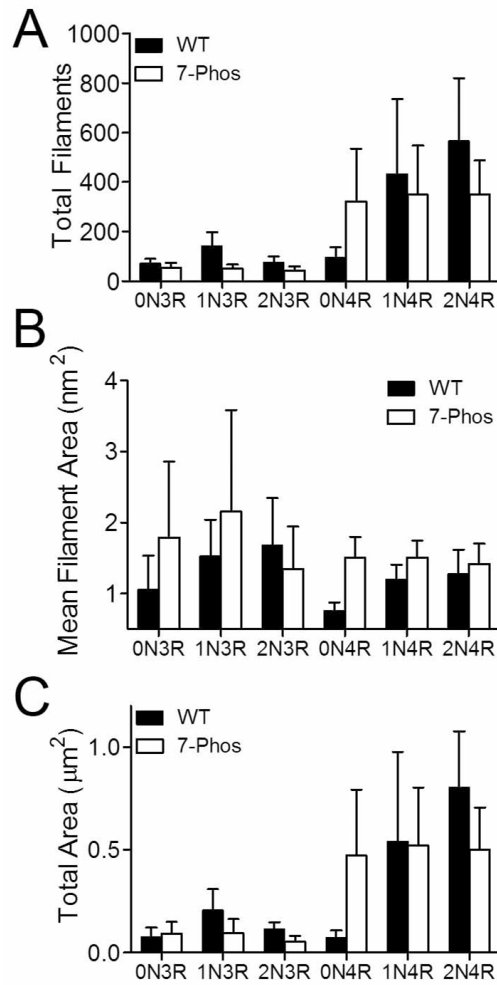 A
WT
7-Phos
Total Filaments
1000
800
600
400
200
0
0N3R 1N3R 2N3R 0N4R 1N4R 2N4R
B
WT
7-Phos
Mean Filament Area (nm²)
4
3
2
1
0N3R 1N3R 2N3R 0N4R 1N4R 2N4R
C
WT
7-Phos
Total Area (μm²)
1.0
0.5
0.0
0N3R 1N3R 2N3R 0N4R 1N4R 2N4R